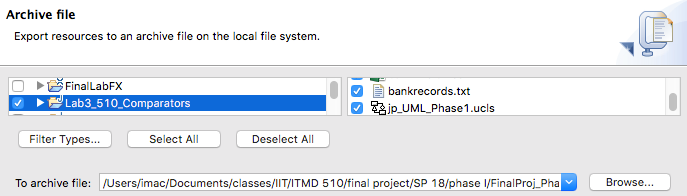 Archive file
Export resources to an archive file on the local file system.
FinalLabFX
Lab3_510_Comparators
bankrecords.txt
jp_UML_Phase1.ucls
Filter Types...
Select All
Deselect All
To archive file:
/Users/imac/Documents/classes/IIT/ITMD 510/final project/SP 18/phase I/FinalProj_Pha
Browse...